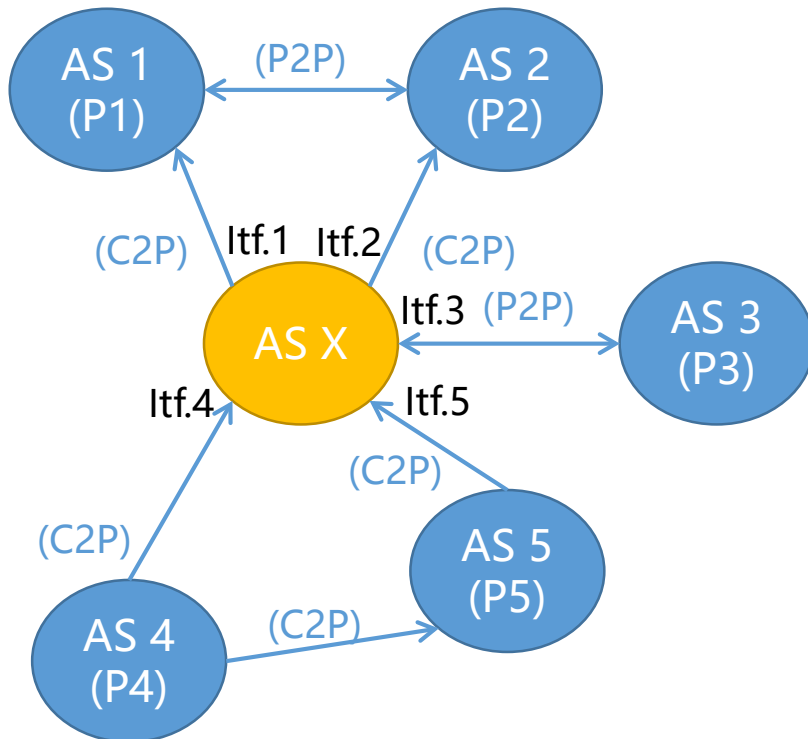 AS 1
(P1)
(P2P)
AS 2
(P2)
(C2P)
Itf.1
Itf.2
(C2P)
AS X
Itf.3
(P2P)
AS 3
(P3)
Itf.4
Itf.5
(C2P)
(C2P)
AS 5
(P5)
(C2P)
AS 4
(P4)